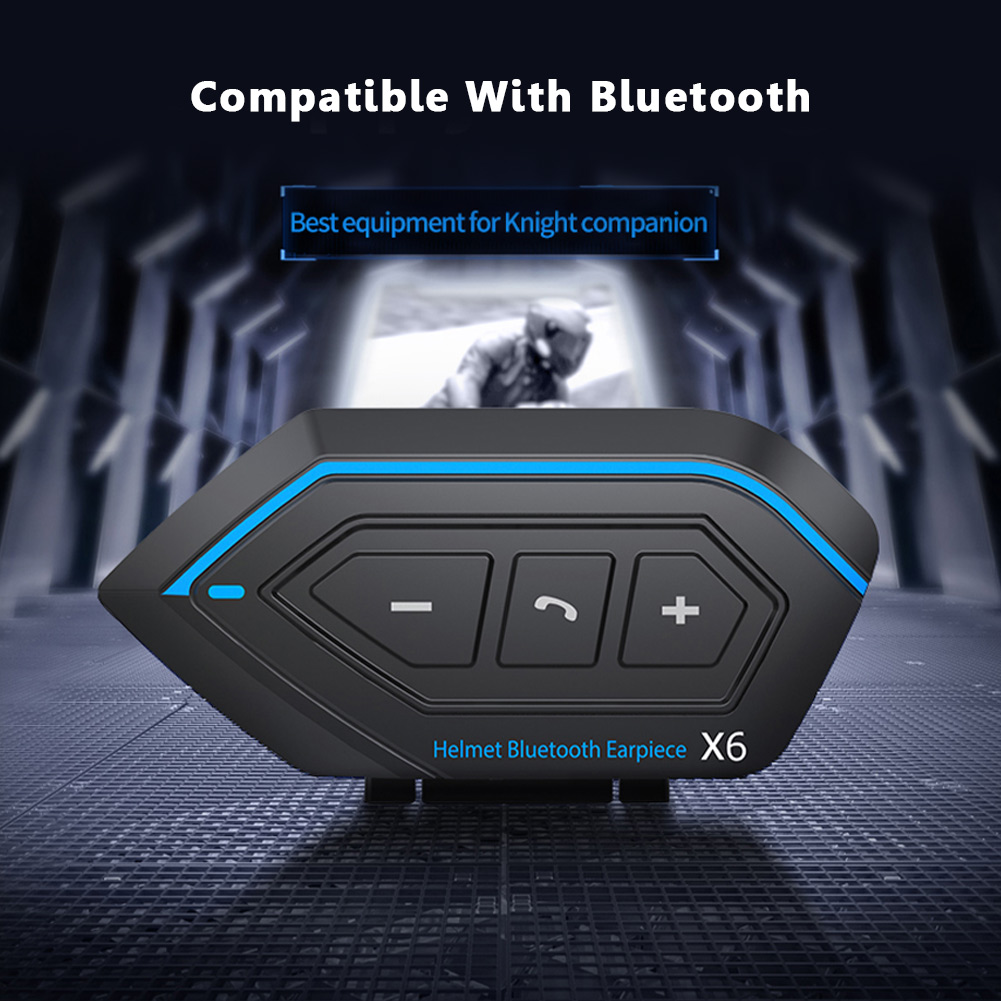 Compatible With Bluetooth
Best equipment for Knight companion
Helmet Bluetooth Earpiece X6